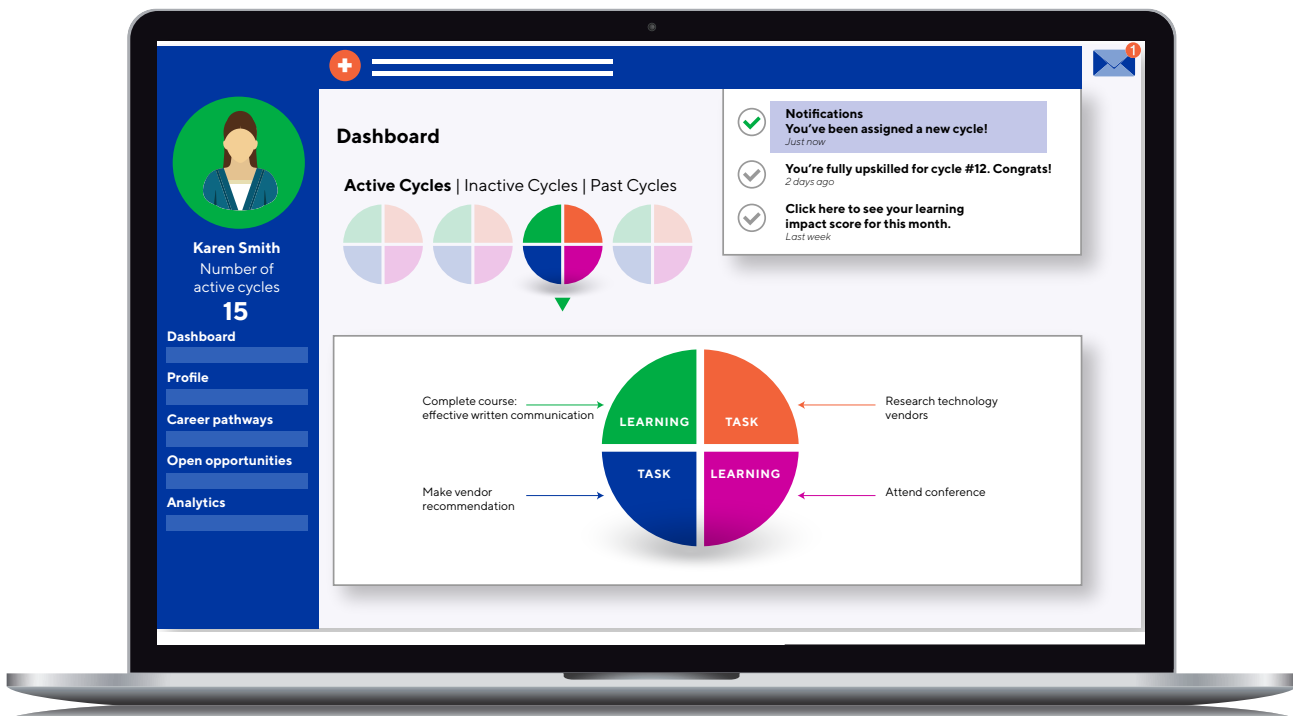 1
Notifications
You've been assigned a new cycle!
Just now
You're fully upskilled for cycle #12. Congrats!
2 days ago
Click here to see your learning
impact score for this month.
Last week
Karen Smith
Number of
active cycles
15
Dashboard
Profile
Career pathways
Open opportunities
Analytics
Dashboard
Active Cycles | Inactive Cycles | Past Cycles
Complete course:
effective written communication
LEARNING
TASK
Research technology
vendors
Make vendor
recommendation
TASK
LEARNING
Attend conference